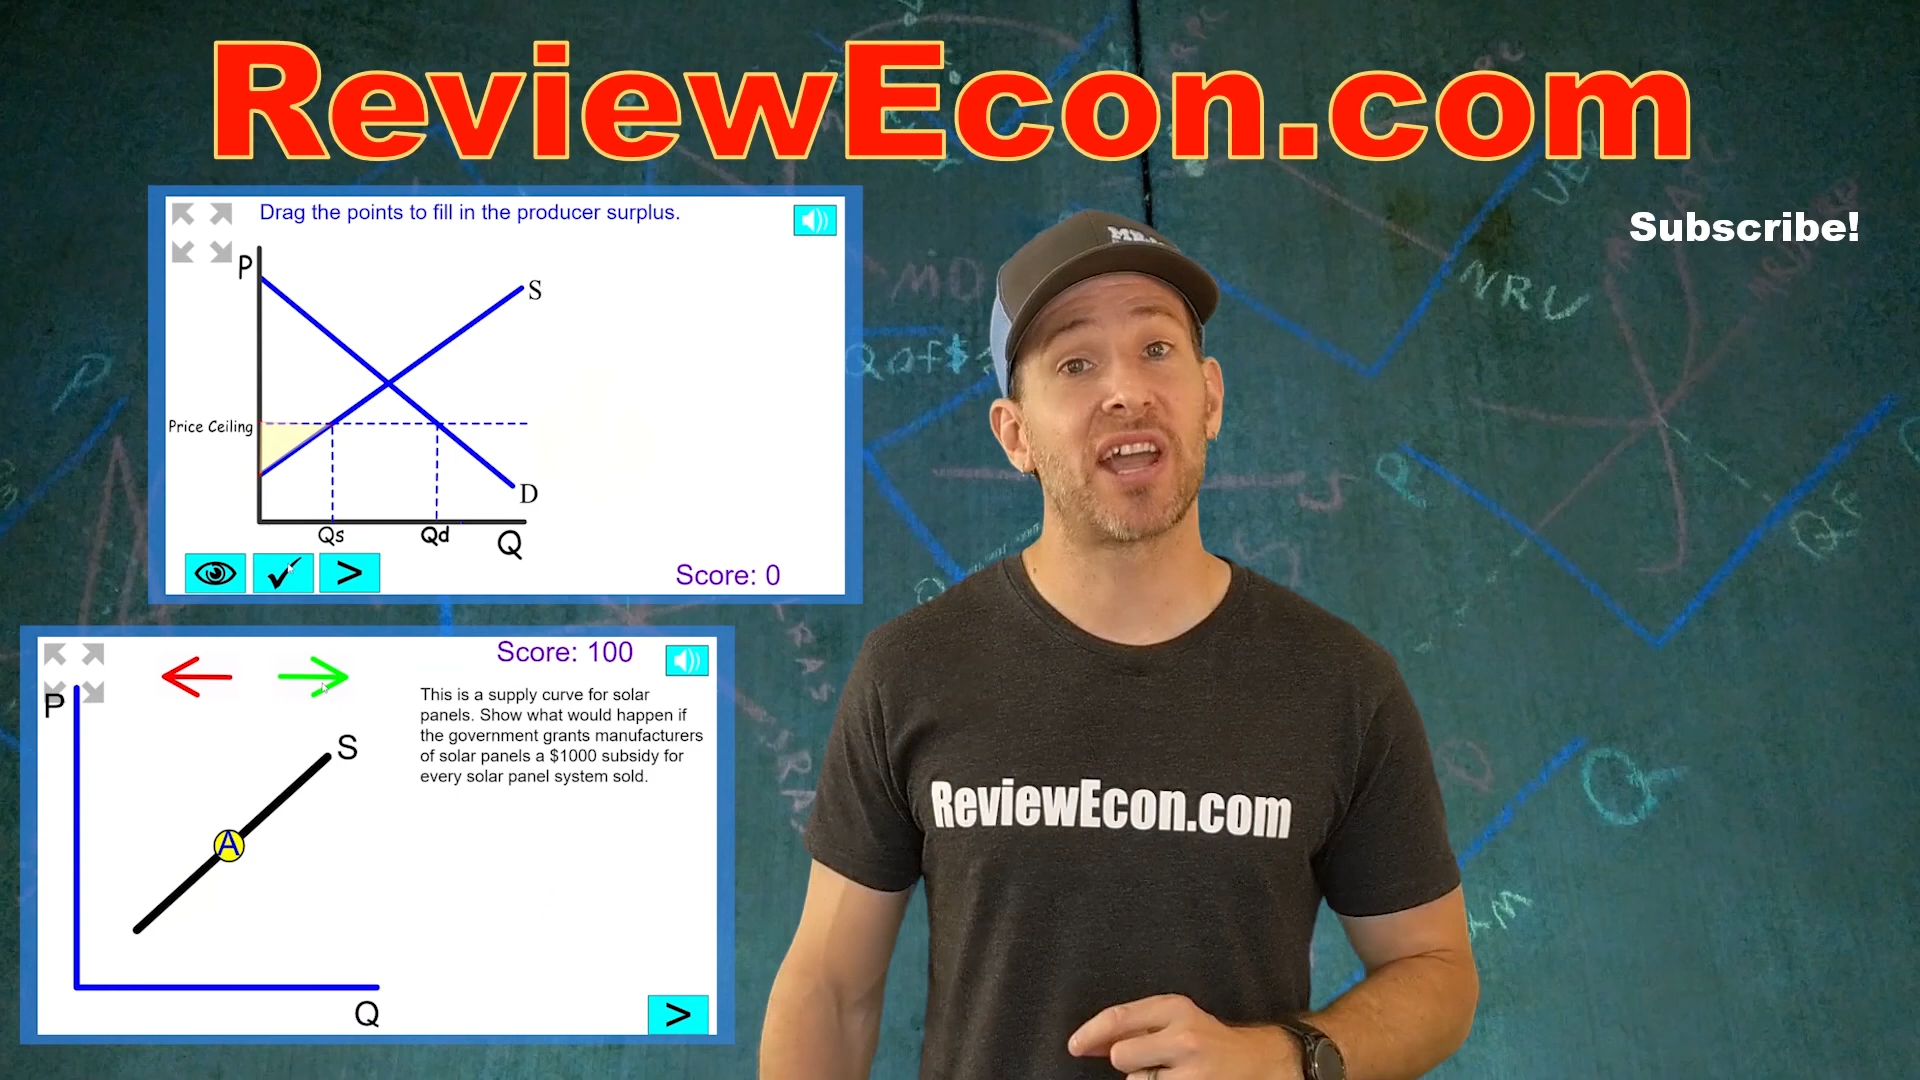 ReviewEcon.com
Subscribe!
Drag the points to fill in the producer surplus.
P
S
Price Ceiling
D
Qs
Qd
Q
>
Score: 0
Score: 100
P
This is a supply curve for solar
panels. Show what would happen if
the government grants manufacturers
of solar panels a $1000 subsidy for
every solar panel system sold.
S
A
Q
>
ReviewEcon.com
MD
NRU
P
Q